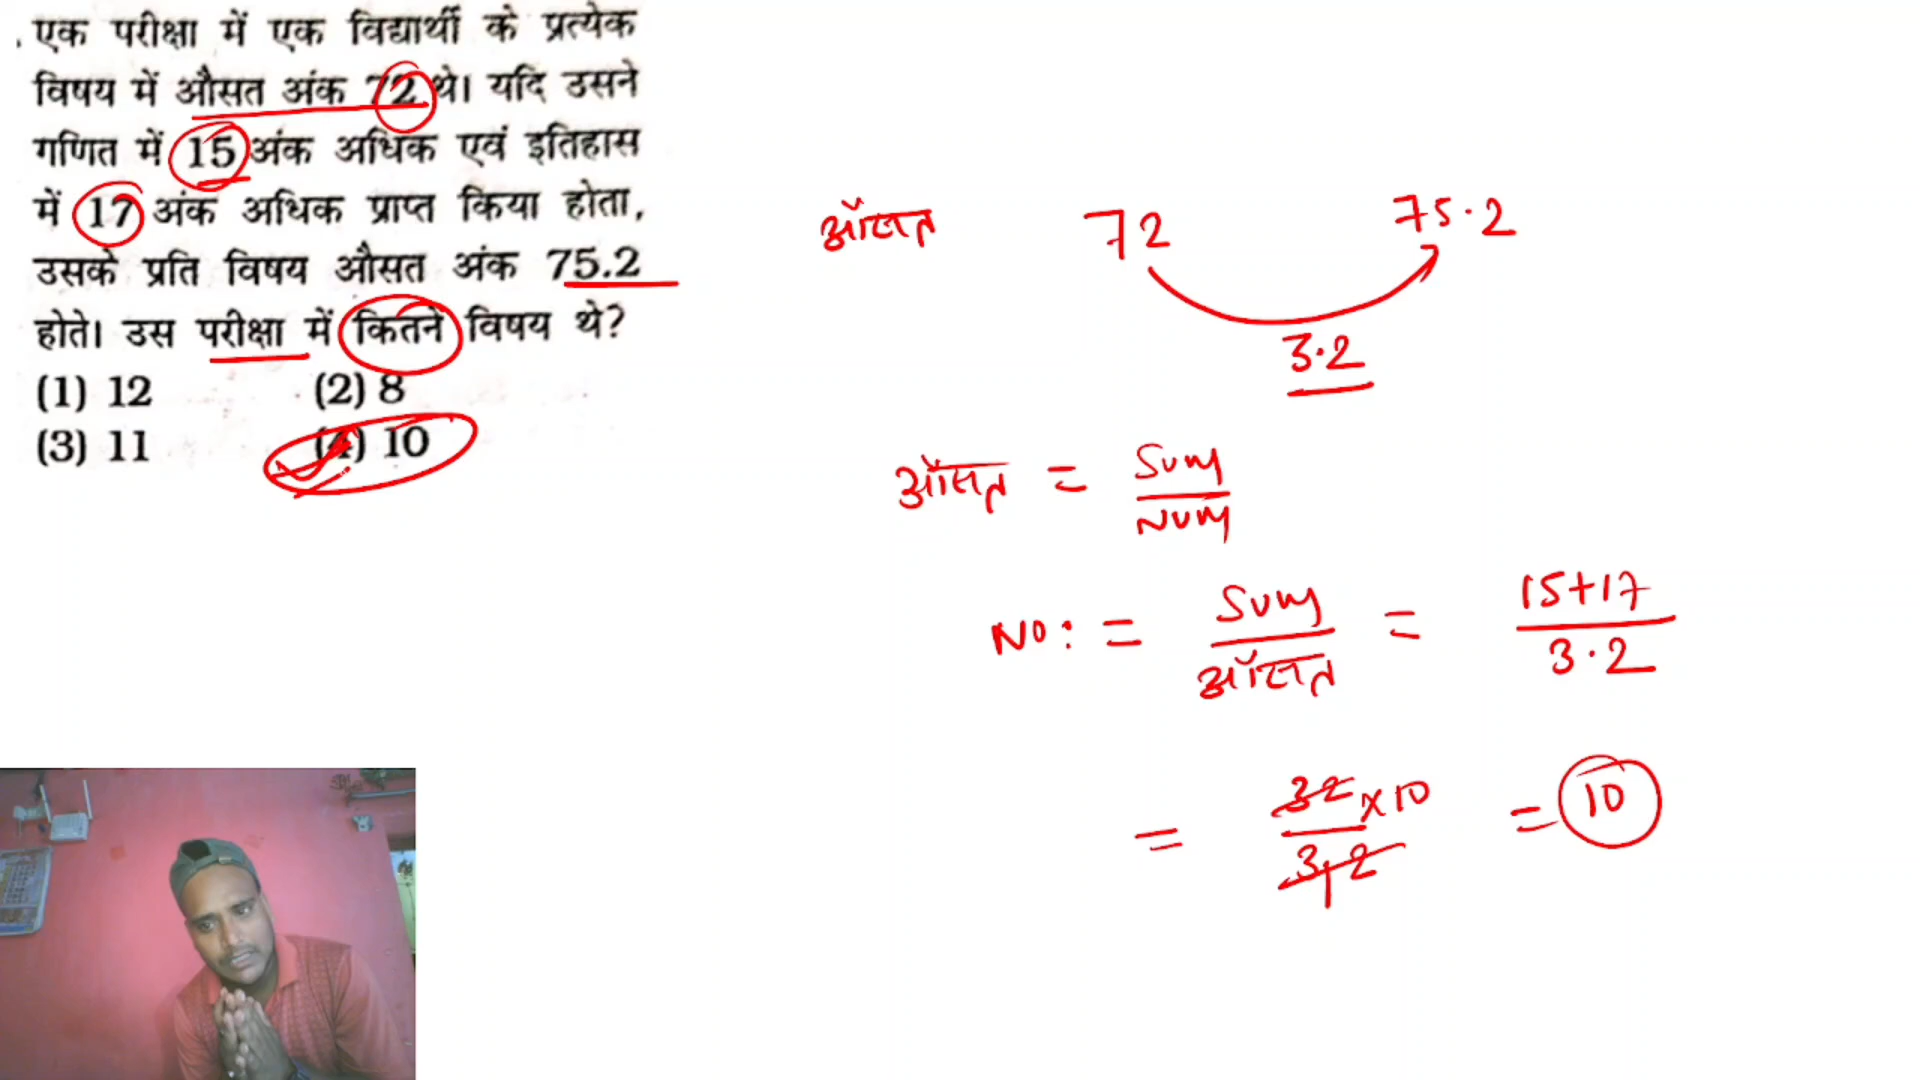 . एक परीक्षा में एक विद्यार्थी के प्रत्येक
विषय में औसत अंक 72 थे। यदि उसने
गणित में 15 अंक अधिक एवं इतिहास
में 17 अंक अधिक प्राप्त किया होता,
उसके प्रति विषय औसत अंक 75.2
होते। उस परीक्षा में कितने विषय थे?
(1) 12 (2) 8
(3) 11 (4) 10
औसत 72 75.2
3.2
औसत = Sum / Num
No: = Sum / औसत = 15+17 / 3.2
= 32 x 10 / 3,2 = 10